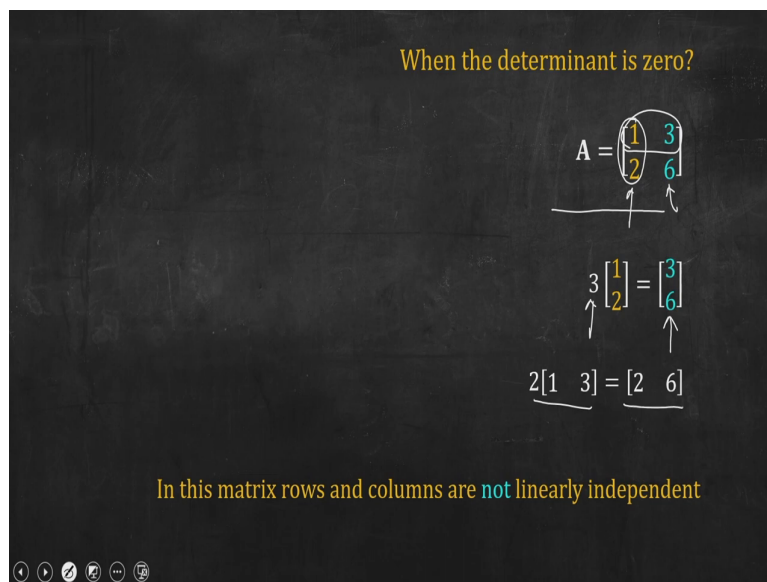 When the determinant is zero?
A = [1 3
2 6]
3 [1 2] = [3 6]
2[1 3] = [2 6]
In this matrix rows and columns are not linearly independent